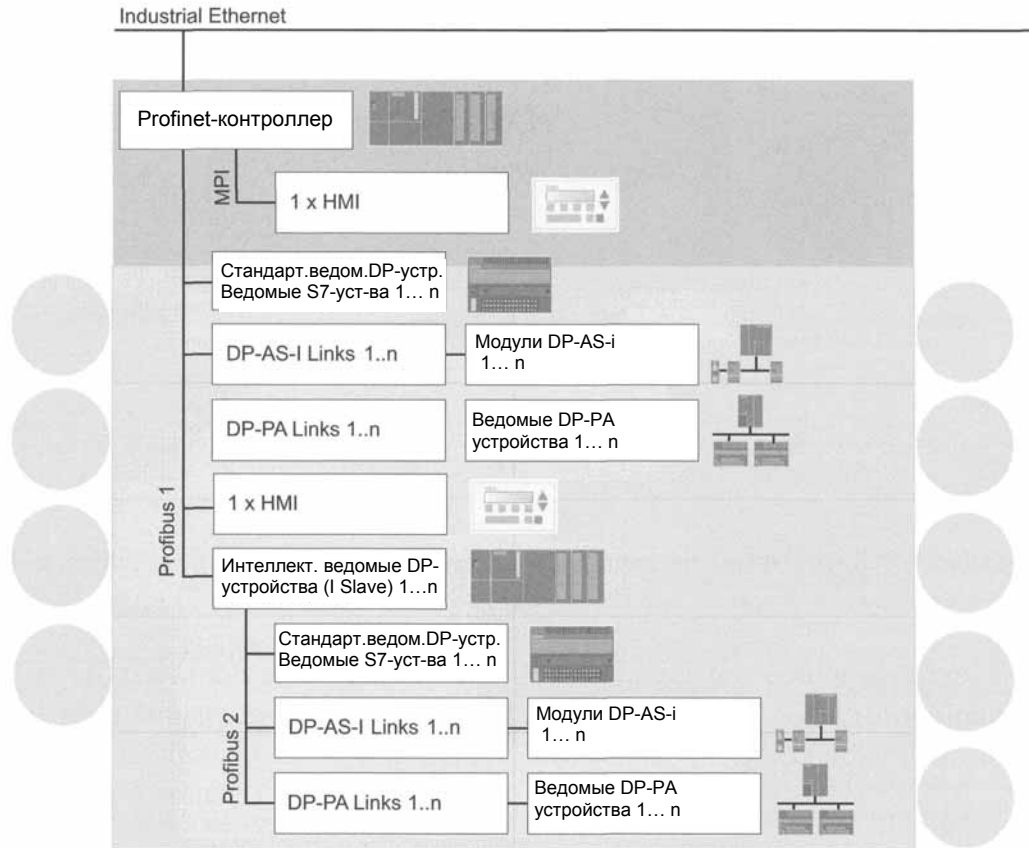 Industrial Ethernet
Profinet-контроллер
MPI
1 x HMI
Стандарт.ведом.DP-устр.
Ведомые S7-уст-ва 1... n
DP-AS-I Links 1..n
Модули DP-AS-i
1... n
DP-PA Links 1..n
Ведомые DP-PA
устройства 1... n
Profibus 1
1 x HMI
Интеллект. ведомые DP-
устройства (I Slave) 1...n
Стандарт.ведом.DP-устр.
Ведомые S7-уст-ва 1... n
Profibus 2
DP-AS-I Links 1..n
Модули DP-AS-i
1... n
DP-PA Links 1..n
Ведомые DP-PA
устройства 1... n